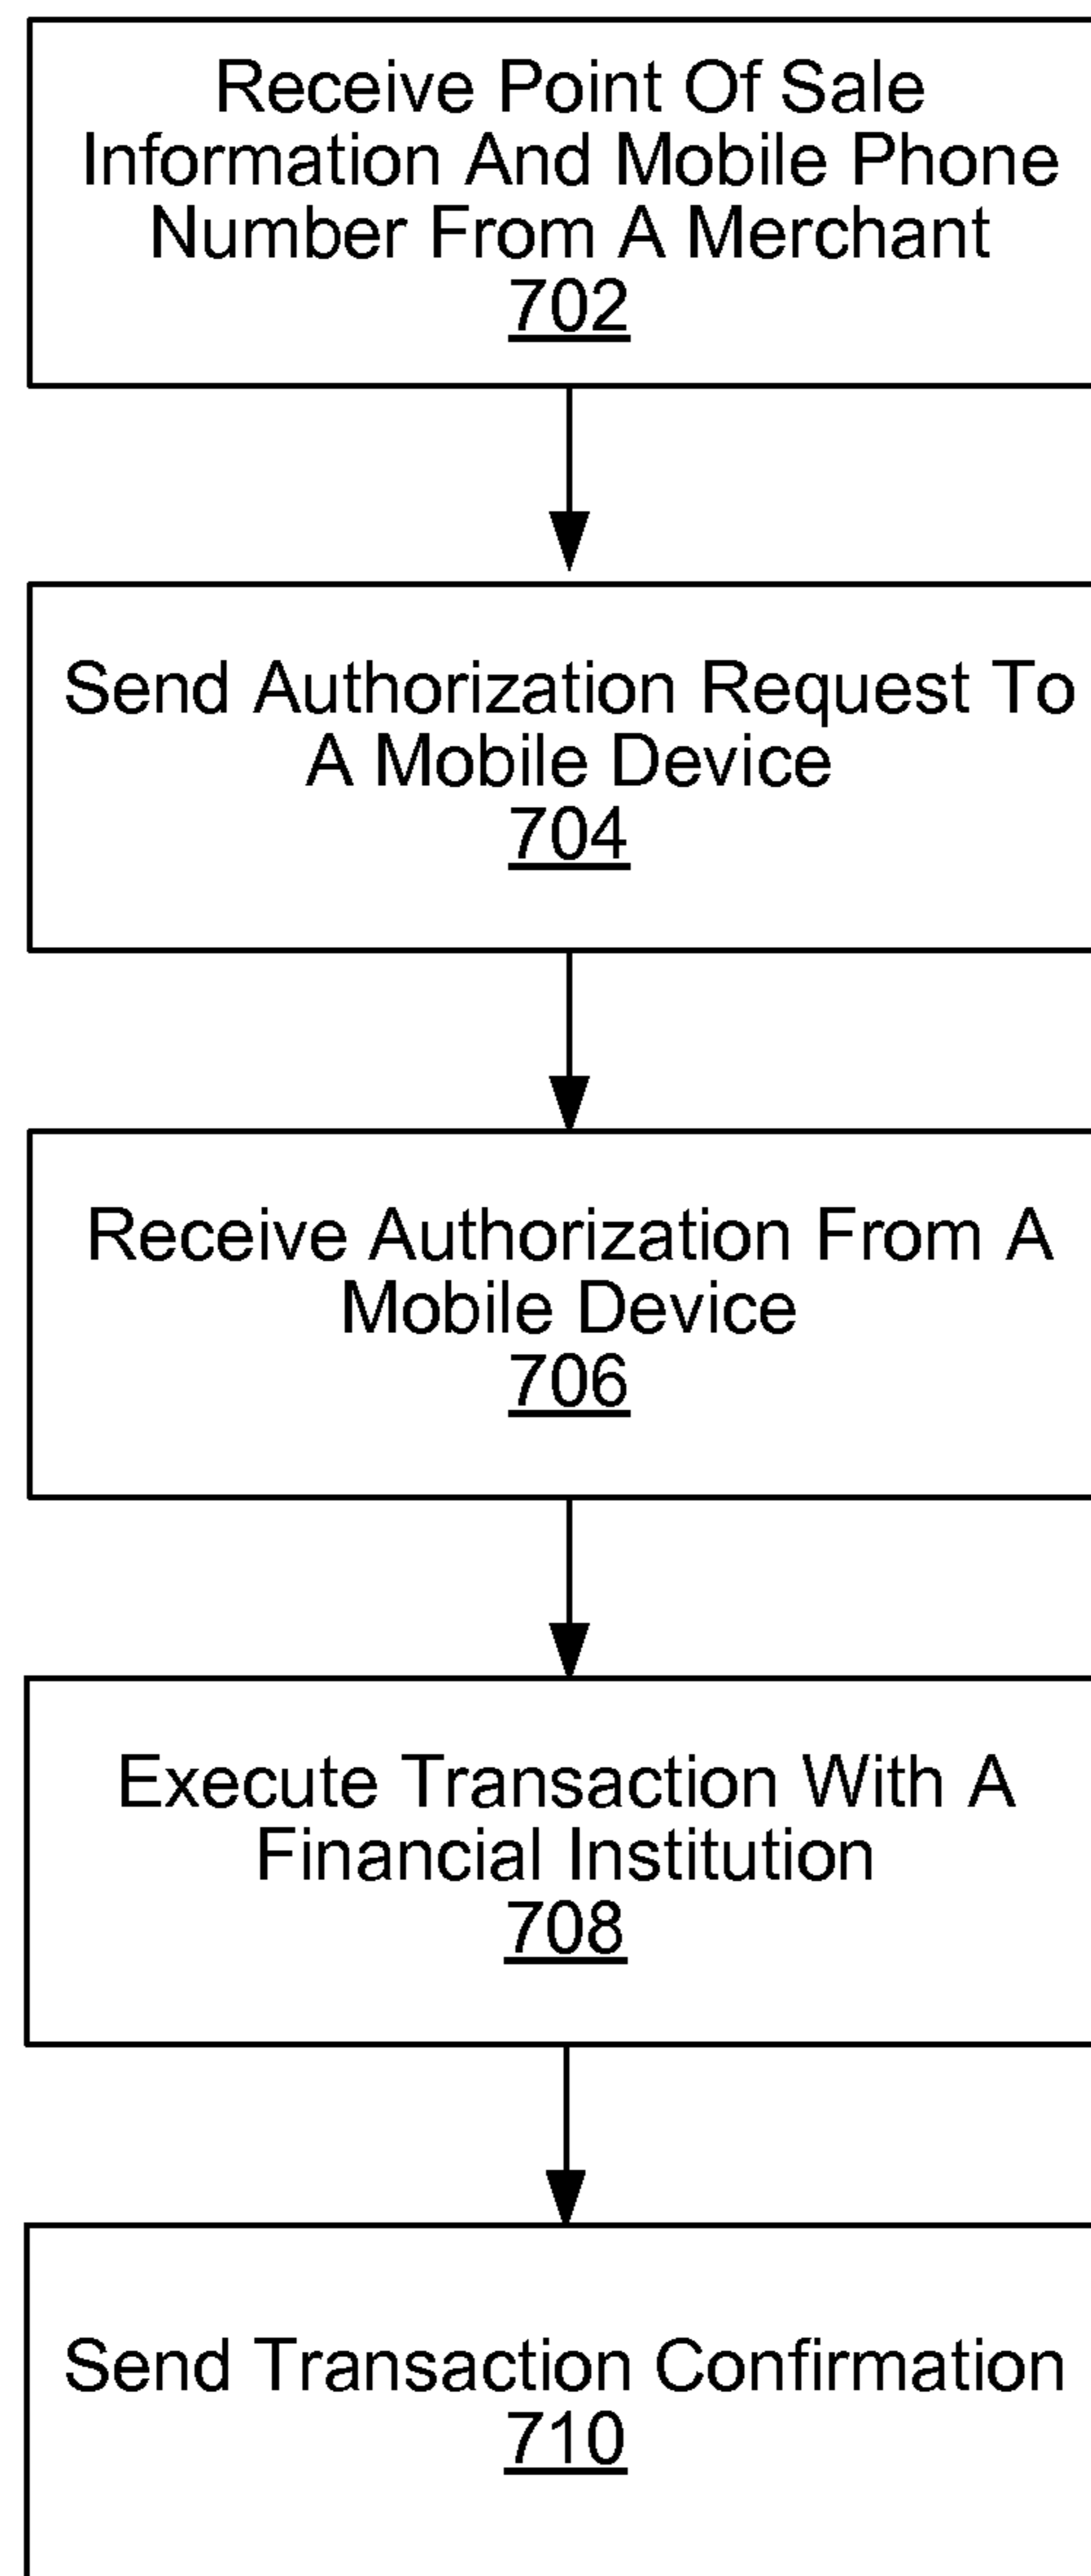 Receive Point Of Sale
Information And Mobile Phone
Number From A Merchant
702
Send Authorization Request To
A Mobile Device
704
Receive Authorization From A
Mobile Device
706
Execute Transaction With A
Financial Institution
708
Send Transaction Confirmation
710